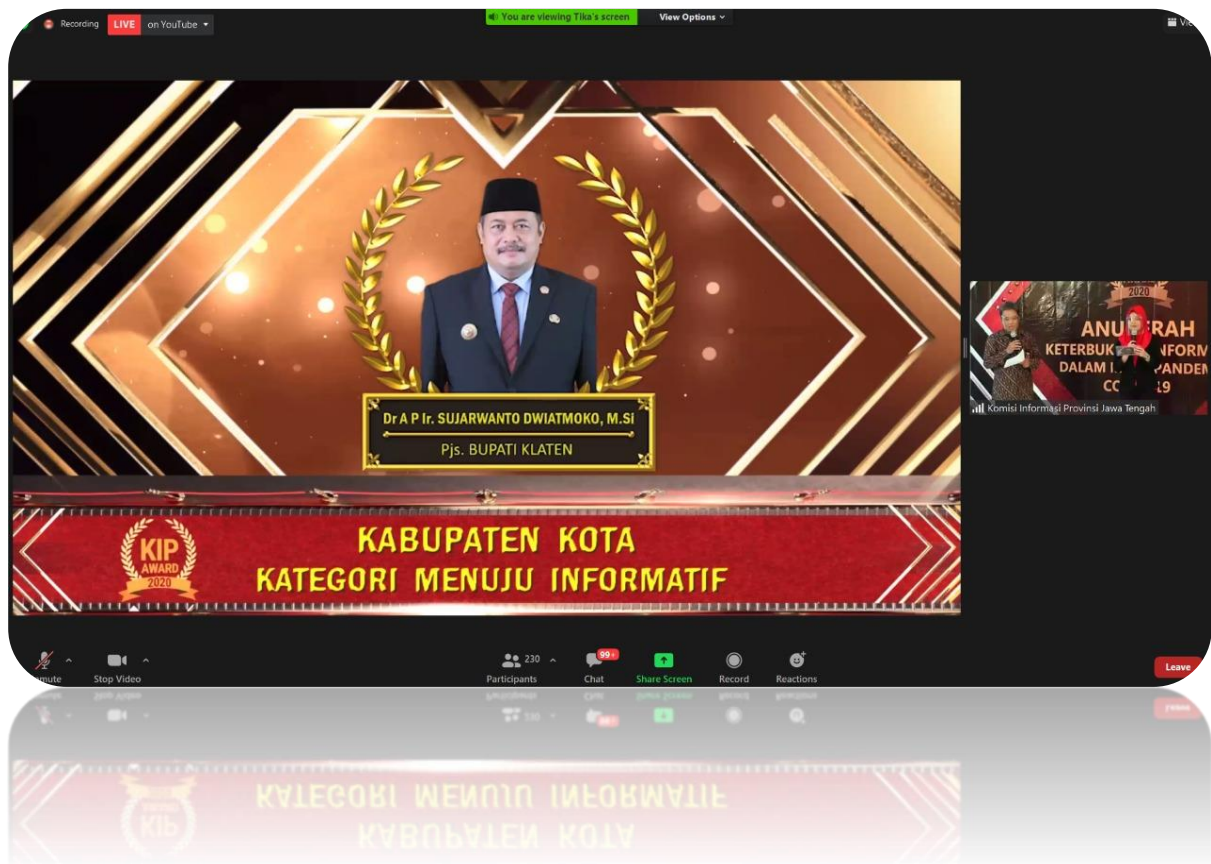 Recording LIVE on YouTube
You are viewing Tika's screen View Options
Dr A P Ir. SUJARWANTO DWIATMOKO, M.Si
Pjs. BUPATI KLATEN
KIP
AWARD
2020
KABUPATEN KOTA
KATEGORI MENUJU INFORMATIF
2020
DALAM
Komisi Informasi Provinsi Jawa Tengah
Stop Video
230
Participants
99+
Chat
Share Screen
Record
Reactions
Leave